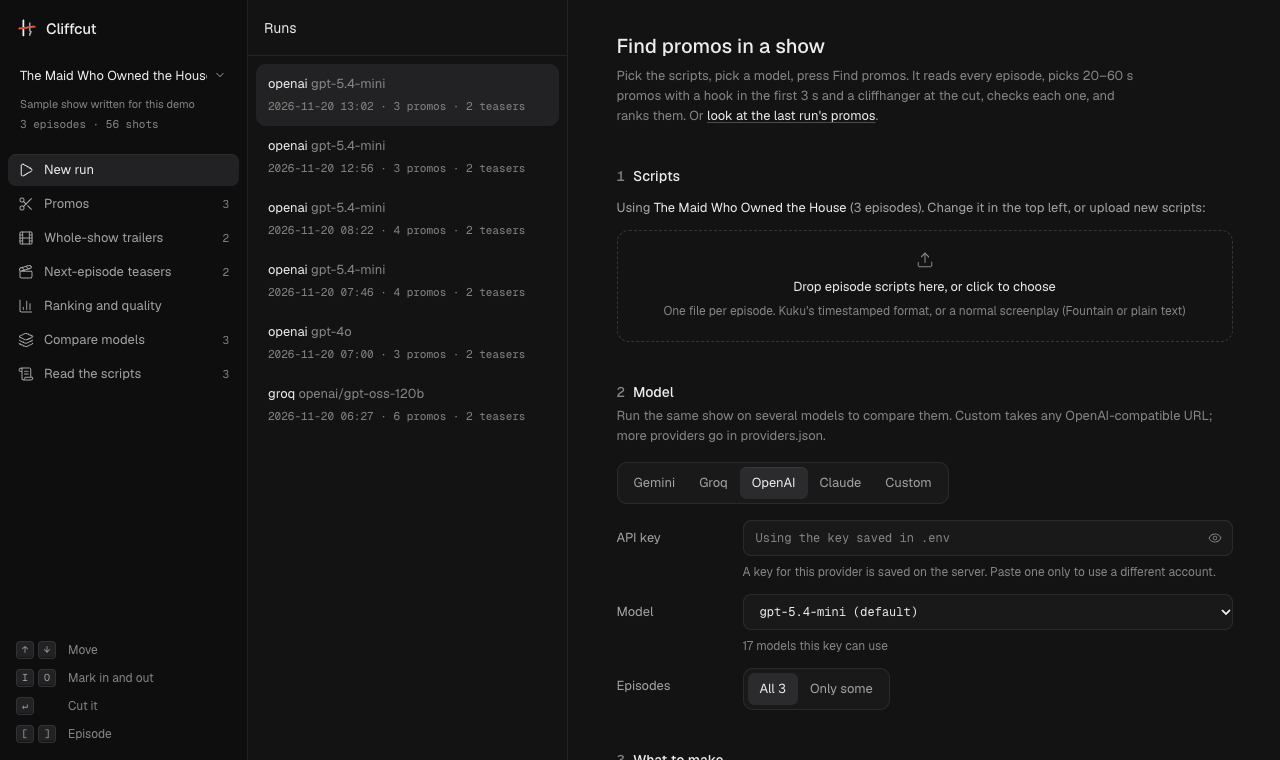 Cliffcut
The Maid Who Owned the Hous
Sample show written for this demo
3 episodes · 56 shots
New run
Promos 3
Whole-show trailers 2
Next-episode teasers 2
Ranking and quality
Compare models 3
Read the scripts 3
↑ ↓ Move
I O Mark in and out
↵ Cut it
[ ] Episode
Runs
openai gpt-5.4-mini
2026-11-20 13:02 · 3 promos · 2 teasers
openai gpt-5.4-mini
2026-11-20 12:56 · 3 promos · 2 teasers
openai gpt-5.4-mini
2026-11-20 08:22 · 4 promos · 2 teasers
openai gpt-5.4-mini
2026-11-20 07:46 · 4 promos · 2 teasers
openai gpt-4o
2026-11-20 07:00 · 3 promos · 2 teasers
groq openai/gpt-oss-120b
2026-11-20 06:27 · 6 promos · 2 teasers
Find promos in a show
Pick the scripts, pick a model, press Find promos. It reads every episode, picks 20–60 s
promos with a hook in the first 3 s and a cliffhanger at the cut, checks each one, and
ranks them. Or look at the last run's promos.
1 Scripts
Using The Maid Who Owned the House (3 episodes). Change it in the top left, or upload new scripts:
Drop episode scripts here, or click to choose
One file per episode. Kuku's timestamped format, or a normal screenplay (Fountain or plain text)
2 Model
Run the same show on several models to compare them. Custom takes any OpenAI-compatible URL;
more providers go in providers.json.
Gemini Groq OpenAI Claude Custom
API key Using the key saved in .env
A key for this provider is saved on the server. Paste one only to use a different account.
Model gpt-5.4-mini (default)
17 models this key can use
Episodes All 3 Only some
3 What to make